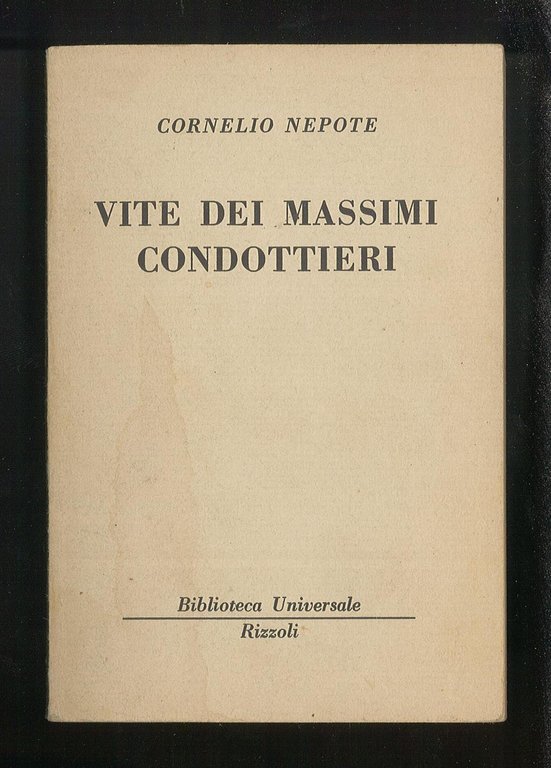 CORNELIO NEPOTE
VITE DEI MASSIMI
CONDOTTIERI
Biblioteca Universale
Rizzoli